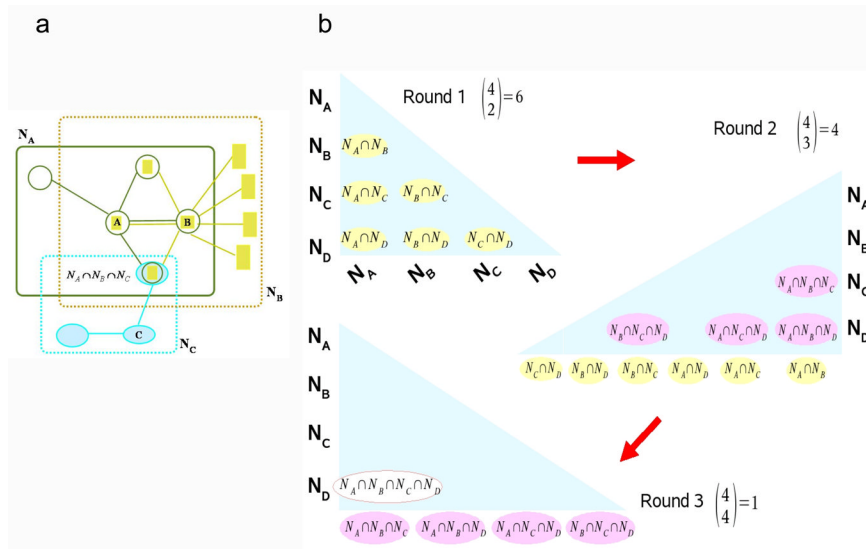 a
b
N_A
N_B
N_C
A
B
C
N_A∩N_B∩N_C
Round 1 (4 2)=6
N_A
N_B N_A∩N_B
N_C N_A∩N_C N_B∩N_C
N_D N_A∩N_D N_B∩N_D N_C∩N_D
N_A N_B N_C N_D
Round 2 (4 3)=4
N_A
N_B
N_A∩N_B∩N_C N_C
N_B∩N_C∩N_D N_A∩N_C∩N_D N_A∩N_B∩N_D N_D
N_C∩N_D N_B∩N_D N_B∩N_C N_A∩N_D N_A∩N_C N_A∩N_B
N_A
N_B
N_C
N_D N_A∩N_B∩N_C∩N_D
N_A∩N_B∩N_C N_A∩N_B∩N_D N_A∩N_C∩N_D N_B∩N_C∩N_D
Round 3 (4 4)=1